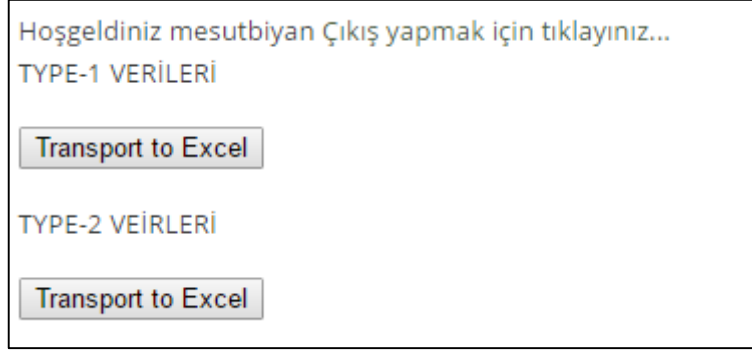 Hoşgeldiniz mesutbiyan Çıkış yapmak için tıklayınız...
TYPE-1 VERİLERİ
Transport to Excel
TYPE-2 VEİRLERİ
Transport to Excel